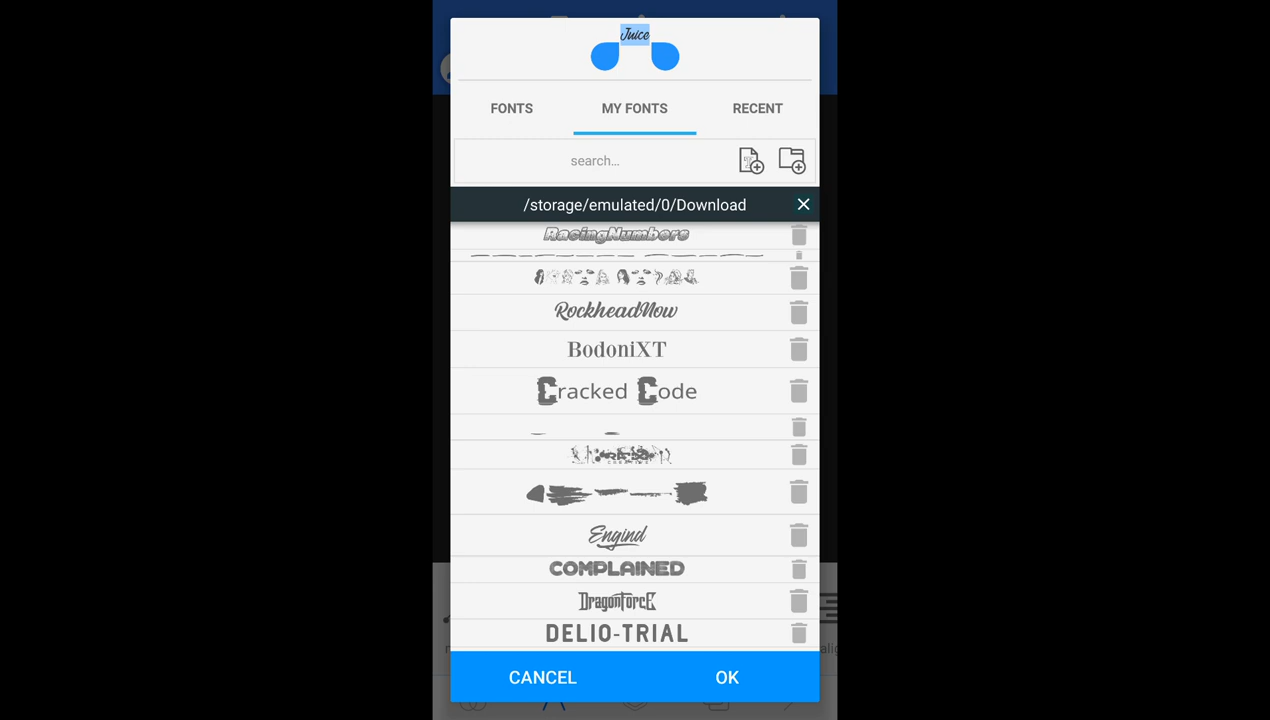 Juice
FONTS MY FONTS RECENT
search...
/storage/emulated/0/Download
RacingNumbers
RockheadNow
BodoniXT
Cracked Code
Engind
COMPLAINED
DragonForcE
DELIO-TRIAL
CANCEL OK